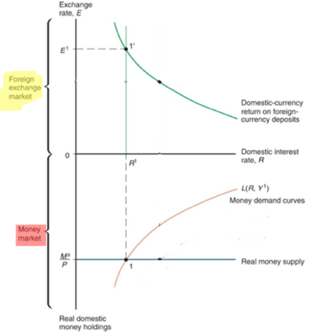 Exchange
rate, E
E¹
1'
Foreign
exchange
market
Domestic-currency
return on foreign-
currency deposits
0
Domestic interest
rate, R
R¹
L(R, Y¹)
Money demand curves
Money
market
Mˢ
P
Real money supply
1
Real domestic
money holdings